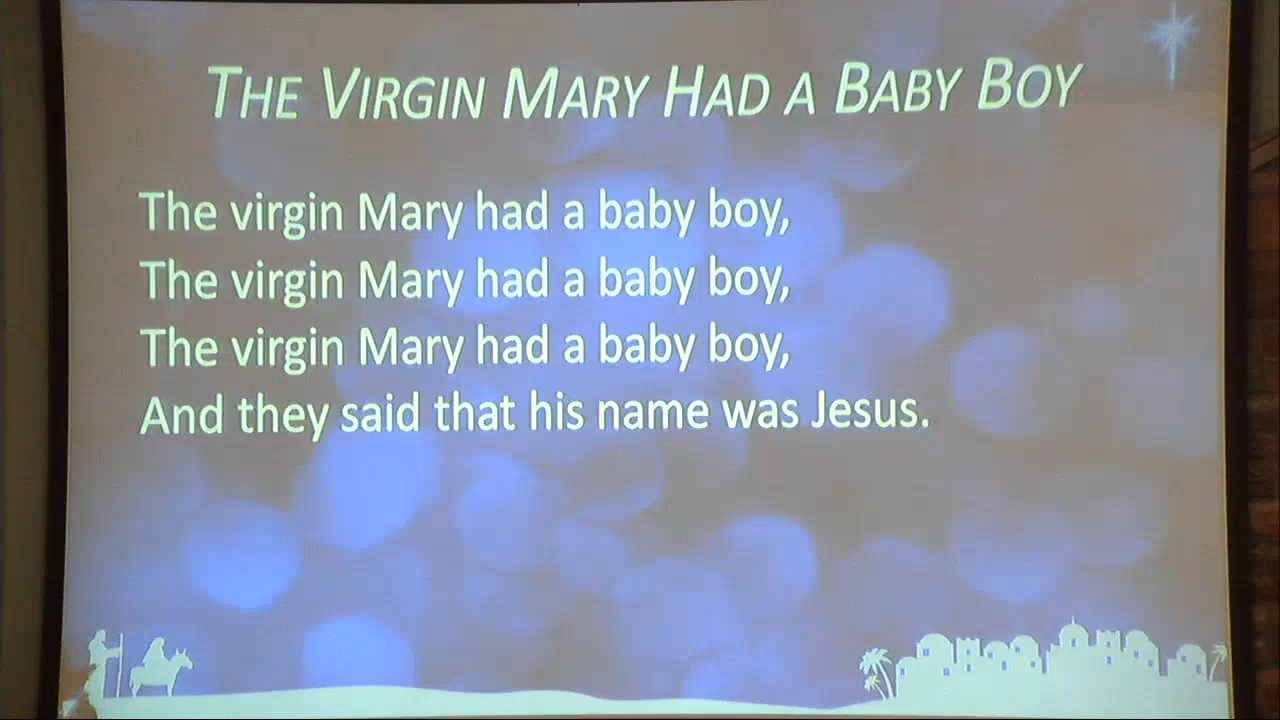 THE VIRGIN MARY HAD A BABY BOY
The virgin Mary had a baby boy,
The virgin Mary had a baby boy,
The virgin Mary had a baby boy,
And they said that his name was Jesus.